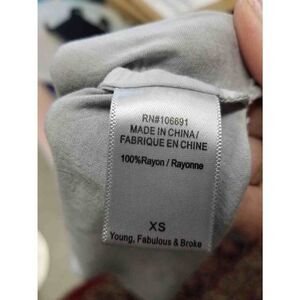 RN#106691
MADE IN CHINA/
FABRIQUE EN CHINE
100%Rayon / Rayonne
XS
Young, Fabulous & Broke